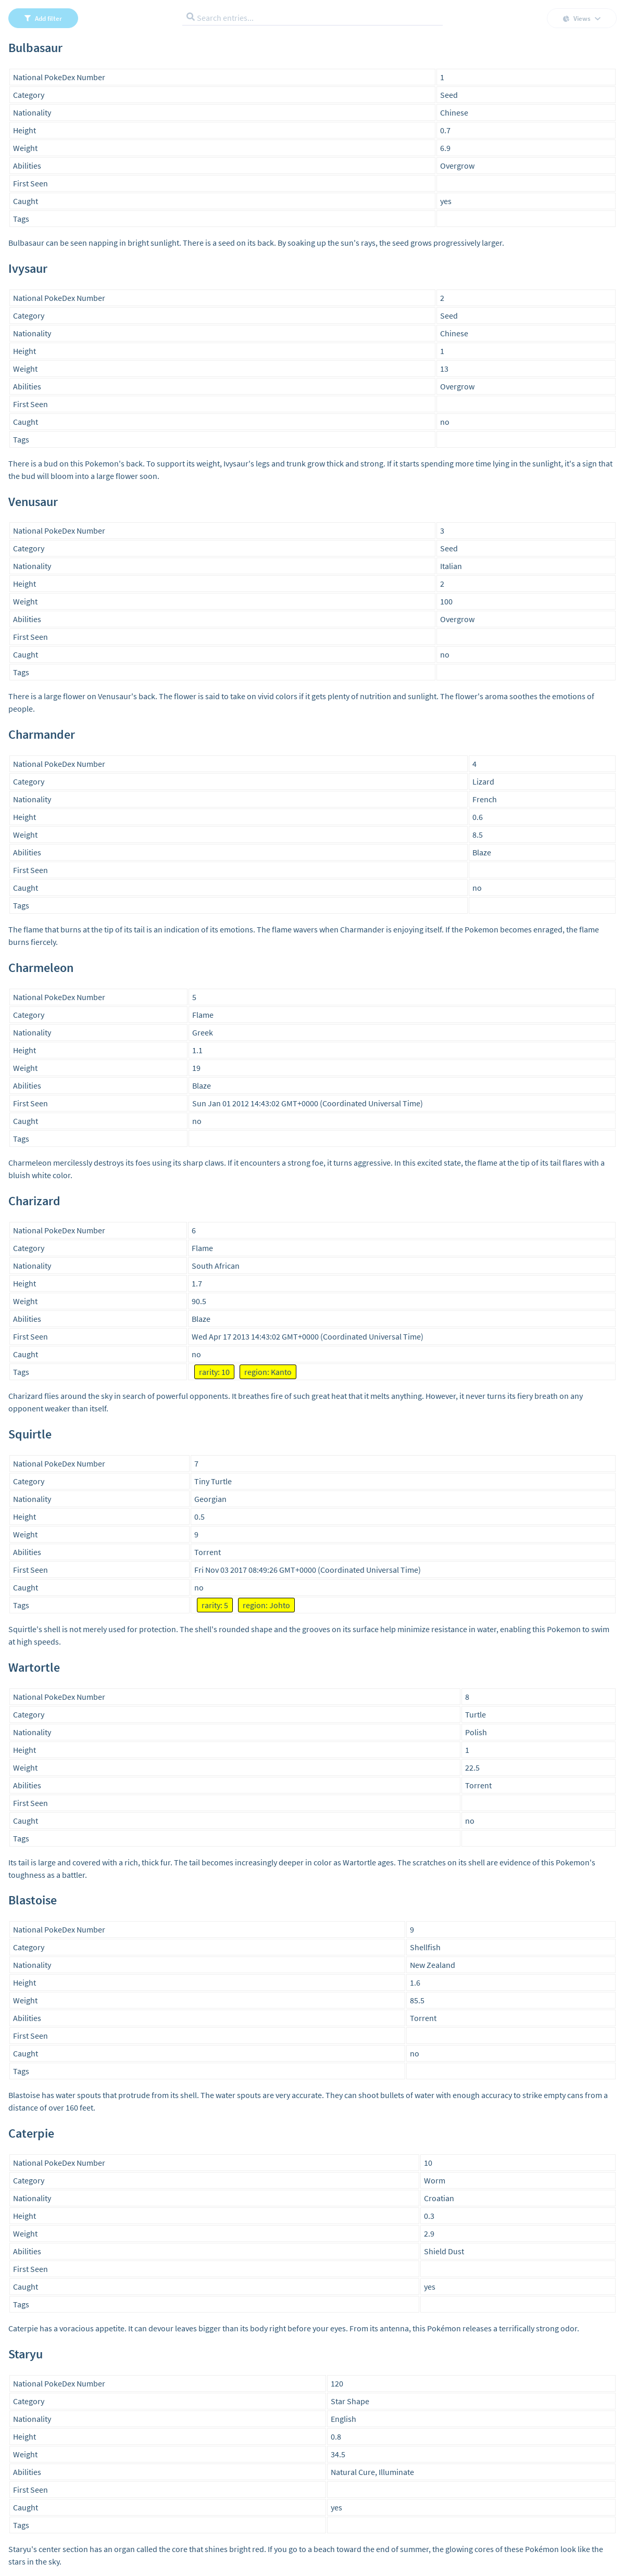 Add filter
Search entries...
Views
Bulbasaur
National PokeDex Number 1
Category Seed
Nationality Chinese
Height 0.7
Weight 6.9
Abilities Overgrow
First Seen
Caught yes
Tags
Bulbasaur can be seen napping in bright sunlight. There is a seed on its back. By soaking up the sun's rays, the seed grows progressively larger.
Ivysaur
National PokeDex Number 2
Category Seed
Nationality Chinese
Height 1
Weight 13
Abilities Overgrow
First Seen
Caught no
Tags
There is a bud on this Pokemon's back. To support its weight, Ivysaur's legs and trunk grow thick and strong. If it starts spending more time lying in the sunlight, it's a sign that
the bud will bloom into a large flower soon.
Venusaur
National PokeDex Number 3
Category Seed
Nationality Italian
Height 2
Weight 100
Abilities Overgrow
First Seen
Caught no
Tags
There is a large flower on Venusaur's back. The flower is said to take on vivid colors if it gets plenty of nutrition and sunlight. The flower's aroma soothes the emotions of
people.
Charmander
National PokeDex Number 4
Category Lizard
Nationality French
Height 0.6
Weight 8.5
Abilities Blaze
First Seen
Caught no
Tags
The flame that burns at the tip of its tail is an indication of its emotions. The flame wavers when Charmander is enjoying itself. If the Pokemon becomes enraged, the flame
burns fiercely.
Charmeleon
National PokeDex Number 5
Category Flame
Nationality Greek
Height 1.1
Weight 19
Abilities Blaze
First Seen Sun Jan 01 2012 14:43:02 GMT+0000 (Coordinated Universal Time)
Caught no
Tags
Charmeleon mercilessly destroys its foes using its sharp claws. If it encounters a strong foe, it turns aggressive. In this excited state, the flame at the tip of its tail flares with a
bluish white color.
Charizard
National PokeDex Number 6
Category Flame
Nationality South African
Height 1.7
Weight 90.5
Abilities Blaze
First Seen Wed Apr 17 2013 14:43:02 GMT+0000 (Coordinated Universal Time)
Caught no
Tags rarity: 10 region: Kanto
Charizard flies around the sky in search of powerful opponents. It breathes fire of such great heat that it melts anything. However, it never turns its fiery breath on any
opponent weaker than itself.
Squirtle
National PokeDex Number 7
Category Tiny Turtle
Nationality Georgian
Height 0.5
Weight 9
Abilities Torrent
First Seen Fri Nov 03 2017 08:49:26 GMT+0000 (Coordinated Universal Time)
Caught no
Tags rarity: 5 region: Johto
Squirtle's shell is not merely used for protection. The shell's rounded shape and the grooves on its surface help minimize resistance in water, enabling this Pokemon to swim
at high speeds.
Wartortle
National PokeDex Number 8
Category Turtle
Nationality Polish
Height 1
Weight 22.5
Abilities Torrent
First Seen
Caught no
Tags
Its tail is large and covered with a rich, thick fur. The tail becomes increasingly deeper in color as Wartortle ages. The scratches on its shell are evidence of this Pokemon's
toughness as a battler.
Blastoise
National PokeDex Number 9
Category Shellfish
Nationality New Zealand
Height 1.6
Weight 85.5
Abilities Torrent
First Seen
Caught no
Tags
Blastoise has water spouts that protrude from its shell. The water spouts are very accurate. They can shoot bullets of water with enough accuracy to strike empty cans from a
distance of over 160 feet.
Caterpie
National PokeDex Number 10
Category Worm
Nationality Croatian
Height 0.3
Weight 2.9
Abilities Shield Dust
First Seen
Caught yes
Tags
Caterpie has a voracious appetite. It can devour leaves bigger than its body right before your eyes. From its antenna, this Pokémon releases a terrifically strong odor.
Staryu
National PokeDex Number 120
Category Star Shape
Nationality English
Height 0.8
Weight 34.5
Abilities Natural Cure, Illuminate
First Seen
Caught yes
Tags
Staryu's center section has an organ called the core that shines bright red. If you go to a beach toward the end of summer, the glowing cores of these Pokémon look like the
stars in the sky.